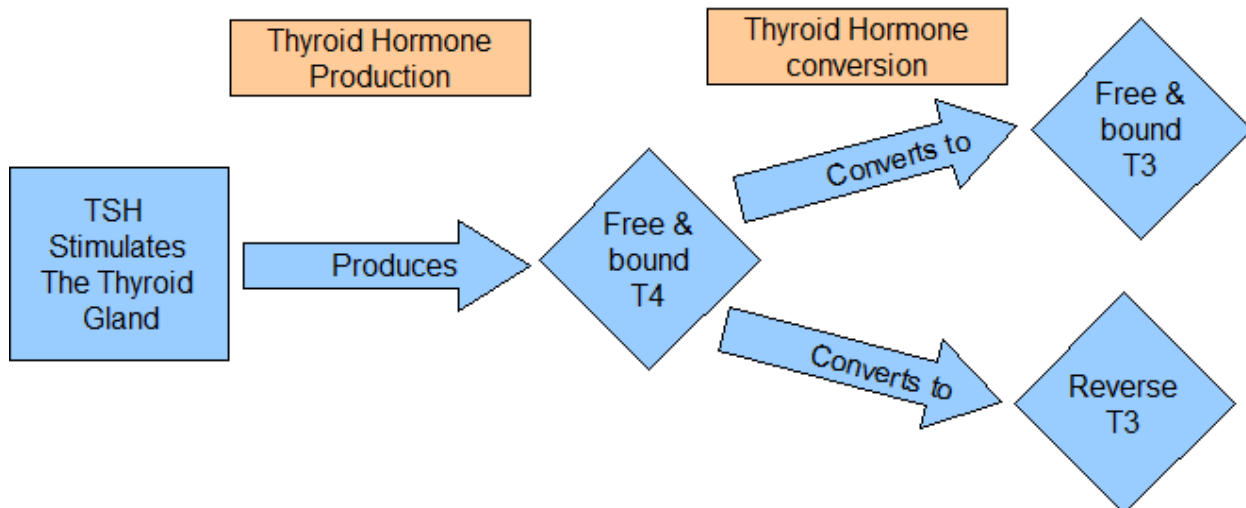 Thyroid Hormone
Production
Thyroid Hormone
conversion
TSH
Stimulates
The Thyroid
Gland
Produces
Free &
bound
T4
Converts to
Free &
bound
T3
Converts to
Reverse
T3